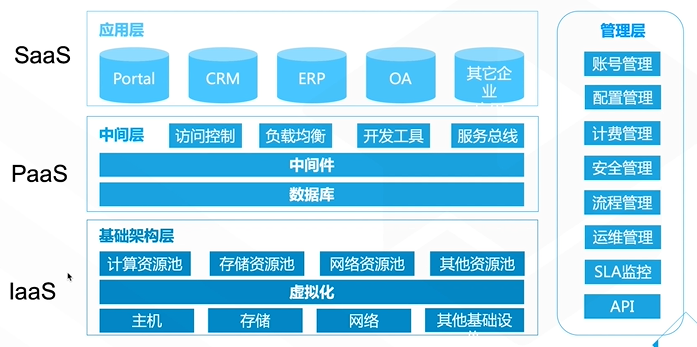 SaaS
应用层
Portal
CRM
ERP
OA
其它企
业
PaaS
中间层
访问控制
负载均衡
开发工具
服务总线
中间件
数据库
IaaS
基础架构层
计算资源池
存储资源池
网络资源池
其他资源池
虚拟化
主机
存储
网络
其他基础设
管理层
账号管理
配置管理
计费管理
安全管理
流程管理
运维管理
SLA监控
API